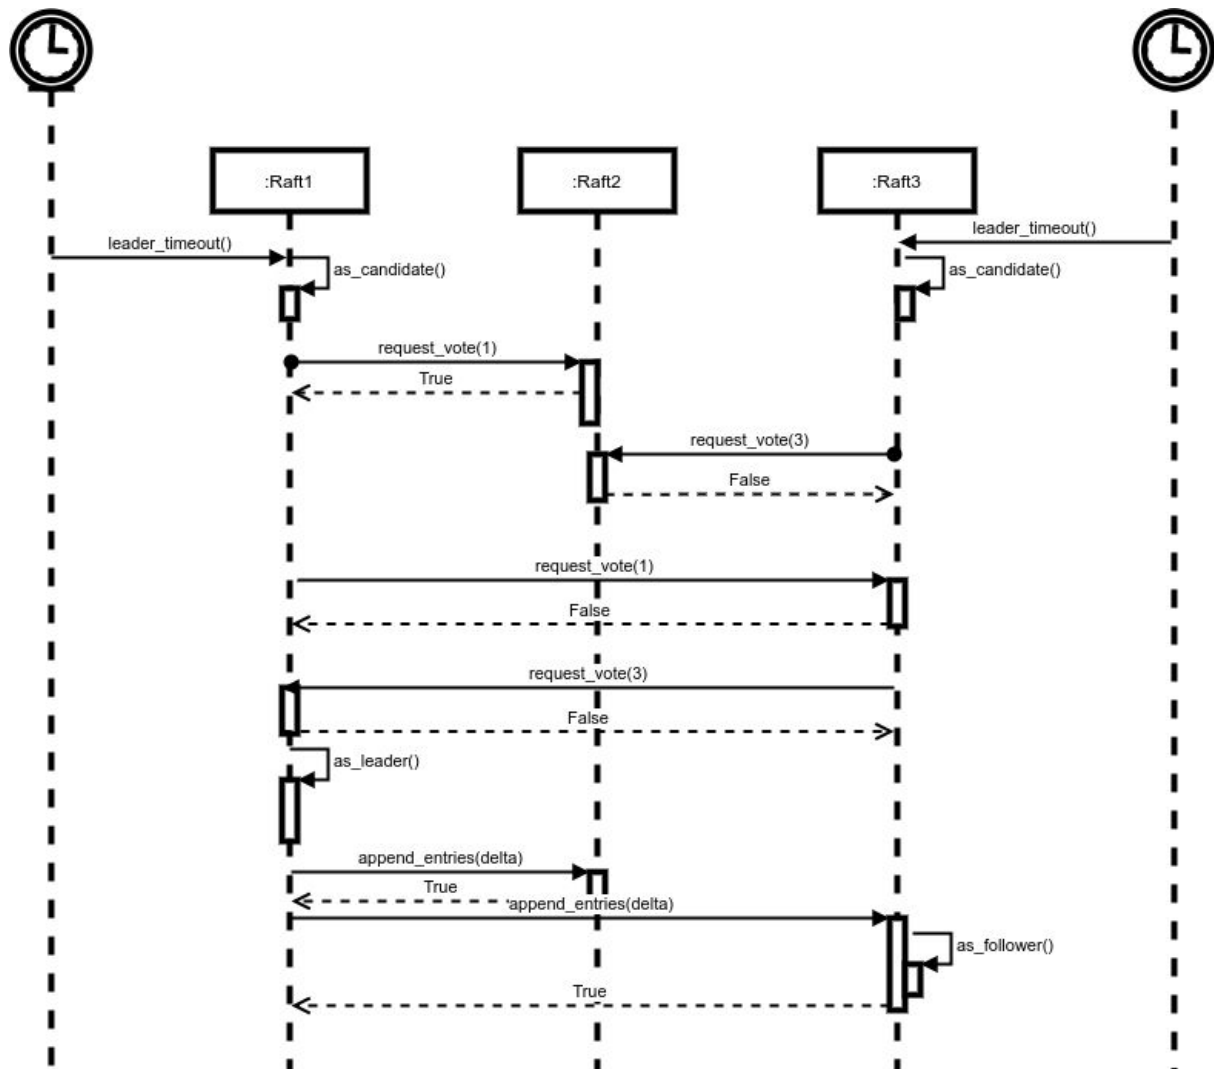 :Raft1
:Raft2
:Raft3
leader_timeout()
leader_timeout()
as_candidate()
as_candidate()
request_vote(1)
True
request_vote(3)
False
request_vote(1)
False
request_vote(3)
False
as_leader()
append_entries(delta)
True
append_entries(delta)
as_follower()
True